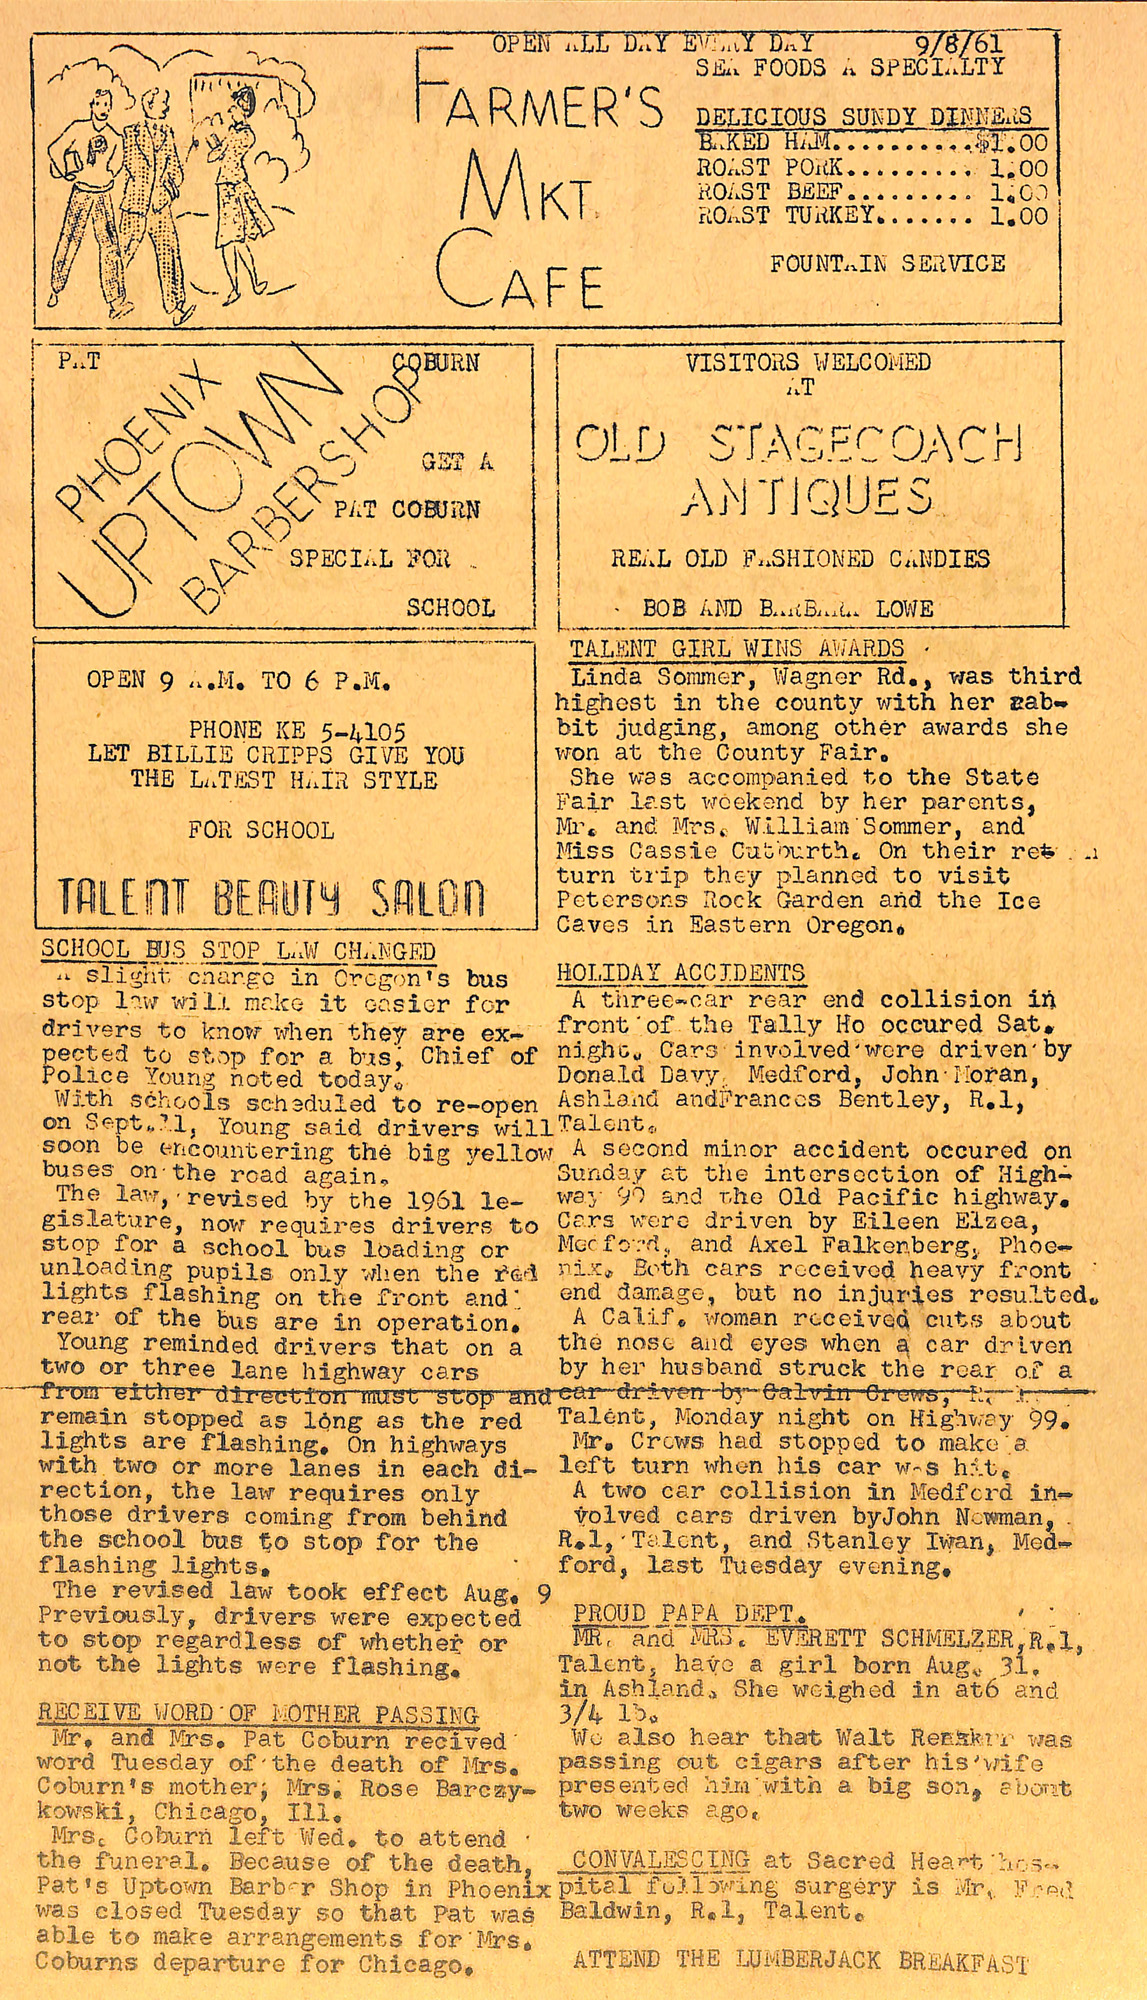 OPEN ALL DAY EVERY DAY 9/8/61
FARMER'S
MKT
CAFE
SEA FOODS A SPECIALTY
DELICIOUS SUNDY DINNERS
BAKED HAM..........$1.00
ROAST PORK......... 1.00
ROAST BEEF......... 1.00
ROAST TURKEY....... 1.00
FOUNTAIN SERVICE
PAT COBURN
PHOENIX
UPTOWN
BARBERSHOP
GET A
PAT COBURN
SPECIAL FOR
SCHOOL
VISITORS WELCOMED
AT
OLD STAGECOACH
ANTIQUES
REAL OLD FASHIONED CANDIES
BOB AND BARBARA LOWE
OPEN 9 A.M. TO 6 P.M.
PHONE KE 5-4105
LET BILLIE CRIPPS GIVE YOU
THE LATEST HAIR STYLE
FOR SCHOOL
TALENT BEAUTY SALON
SCHOOL BUS STOP LAW CHANGED
A slight change in Oregon's bus
stop law will make it easier for
drivers to know when they are ex-
pected to stop for a bus, Chief of
Police Young noted today.
With schools scheduled to re-open
on Sept.11, Young said drivers will
soon be encountering the big yellow
buses on the road again.
The law, revised by the 1961 le-
gislature, now requires drivers to
stop for a school bus loading or
unloading pupils only when the red
lights flashing on the front and
rear of the bus are in operation.
Young reminded drivers that on a
two or three lane highway cars
from either direction must stop and
remain stopped as long as the red
lights are flashing. On highways
with two or more lanes in each di-
rection, the law requires only
those drivers coming from behind
the school bus to stop for the
flashing lights.
The revised law took effect Aug. 9
Previously, drivers were expected
to stop regardless of whether or
not the lights were flashing.
RECEIVE WORD OF MOTHER PASSING
Mr. and Mrs. Pat Coburn recived
word Tuesday of the death of Mrs.
Coburn's mother; Mrs. Rose Barczy-
kowski, Chicago, Ill.
Mrs. Coburn left Wed. to attend
the funeral. Because of the death,
Pat's Uptown Barber Shop in Phoenix
was closed Tuesday so that Pat was
able to make arrangements for Mrs.
Coburns departure for Chicago.
TALENT GIRL WINS AWARDS
Linda Sommer, Wagner Rd., was third
highest in the county with her rab-
bit judging, among other awards she
won at the County Fair.
She was accompanied to the State
Fair last weekend by her parents,
Mr. and Mrs. William Sommer, and
Miss Cassie Cutburth. On their ret
turn trip they planned to visit
Petersons Rock Garden and the Ice
Caves in Eastern Oregon.
HOLIDAY ACCIDENTS
A three-car rear end collision in
front of the Tally Ho occured Sat.
night. Cars involved were driven by
Donald Davy, Medford, John Moran,
Ashland andFrances Bentley, R.1,
Talent.
A second minor accident occured on
Sunday at the intersection of High-
way 99 and the Old Pacific highway.
Cars were driven by Eileen Elzea,
Medford, and Axel Falkenberg, Phoe-
nix. Both cars received heavy front
end damage, but no injuries resulted.
A Calif. woman received cuts about
the nose and eyes when a car driven
by her husband struck the rear of a
car driven by Calvin Crews,
Talent, Monday night on Highway 99.
Mr. Crews had stopped to make a
left turn when his car was hit.
A two car collision in Medford in-
volved cars driven byJohn Newman,
R.1, Talent, and Stanley Iwan, Med-
ford, last Tuesday evening.
PROUD PAPA DEPT.
MR. and MRS. EVERETT SCHMELZER,R.1,
Talent, have a girl born Aug. 31.
in Ashland. She weighed in at6 and
3/4 lb.
We also hear that Walt was
passing out cigars after his wife
presented him with a big son, about
two weeks ago.
CONVALESCING at Sacred Heart hos-
pital following surgery is Mr. Fred
Baldwin, R.1, Talent.
ATTEND THE LUMBERJACK BREAKFAST